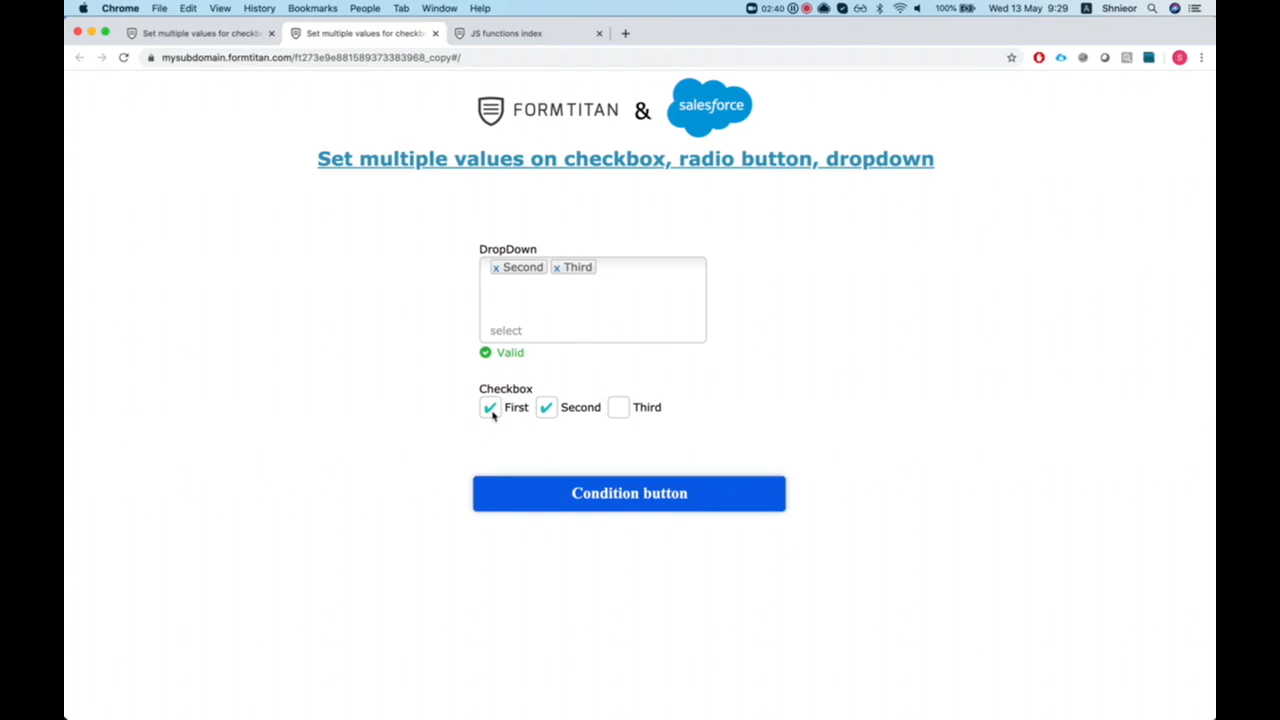 Chrome File Edit View History Bookmarks People Tab Window Help 02:40 100% Wed 13 May 9:29 A Shnieor
Set multiple values for checkb Set multiple values for checkb JS functions index
mysubdomain.formtitan.com/ft273e9e881589373383968_copy#/ S
FORMTITAN & salesforce
Set multiple values on checkbox, radio button, dropdown
DropDown
x Second x Third
select
Valid
Checkbox
First Second Third
Condition button